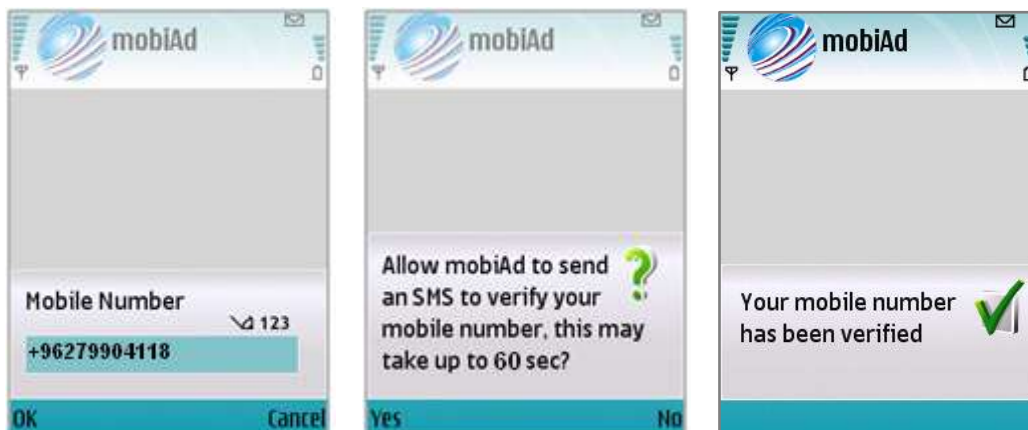 mobiAd
Mobile Number
123
+96279904118
OK Cancel
mobiAd
Allow mobiAd to send
an SMS to verify your
mobile number, this may
take up to 60 sec?
Yes No
mobiAd
Your mobile number
has been verified